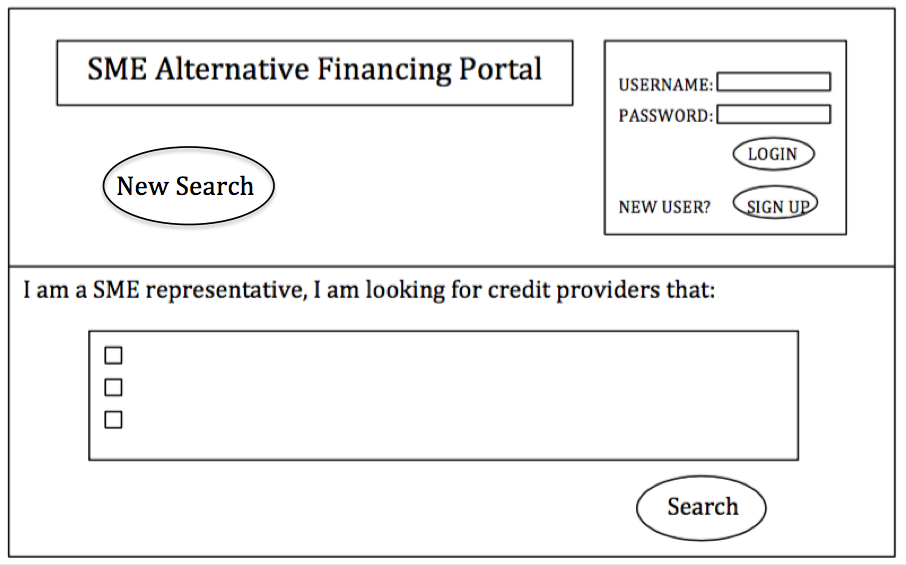 SME Alternative Financing Portal
USERNAME:
PASSWORD:
LOGIN
New Search
NEW USER? SIGN UP
I am a SME representative, I am looking for credit providers that:
Search